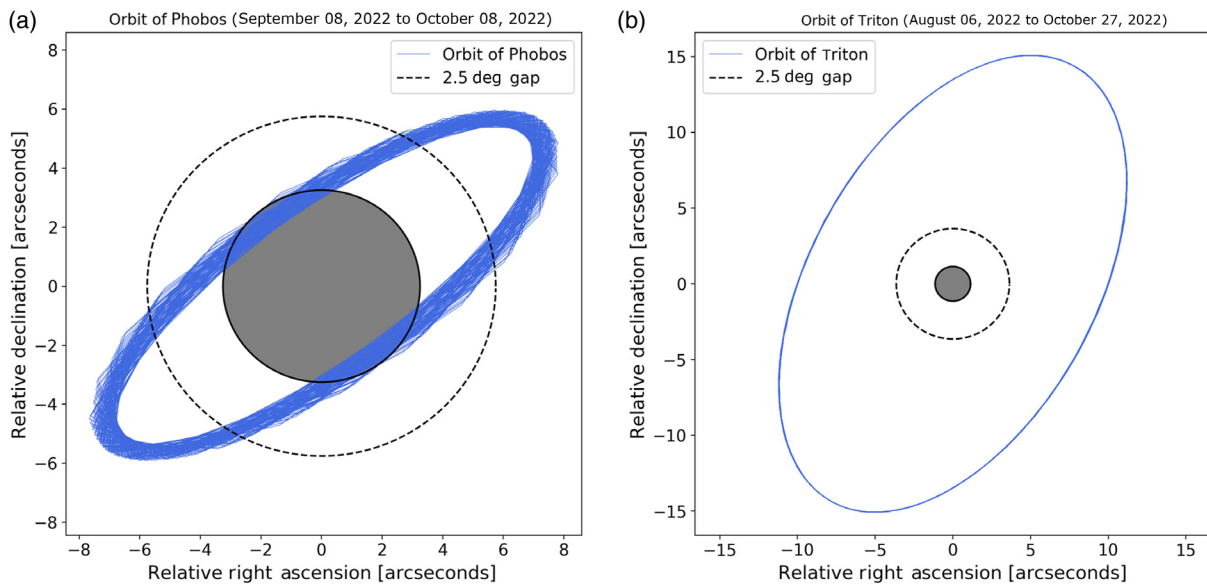 (a)
Orbit of Phobos (September 08, 2022 to October 08, 2022)
Orbit of Phobos
2.5 deg gap
8
6
4
2
0
−2
−4
−6
−8
Relative declination [arcseconds]
−8 −6 −4 −2 0 2 4 6 8
Relative right ascension [arcseconds]
(b)
Orbit of Triton (August 06, 2022 to October 27, 2022)
Orbit of Triton
2.5 deg gap
15
10
5
0
−5
−10
−15
Relative declination [arcseconds]
−15 −10 −5 0 5 10 15
Relative right ascension [arcseconds]